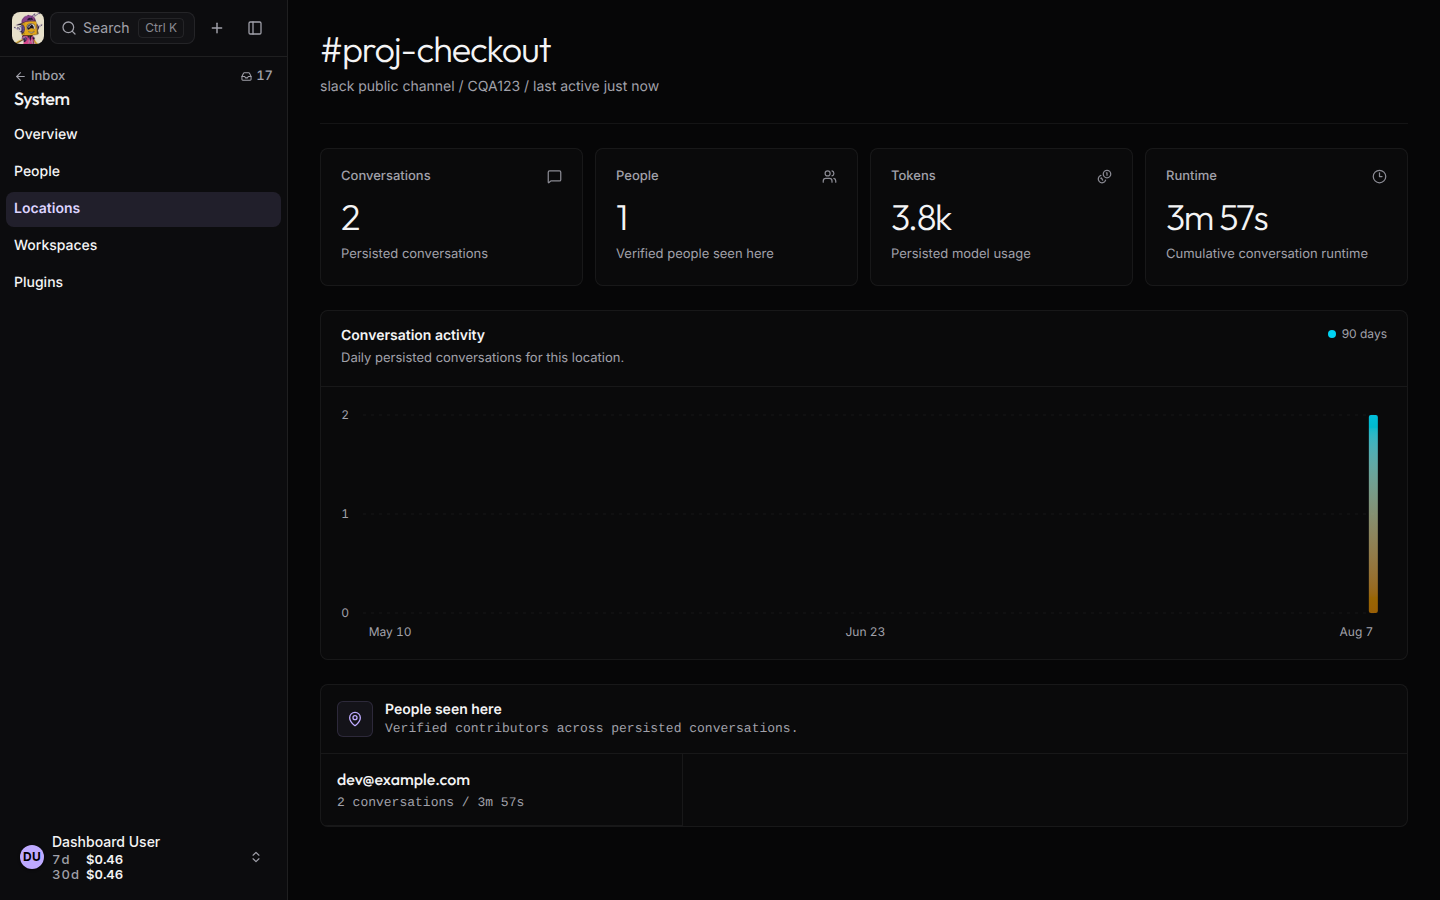 Search Ctrl K
Inbox 17
System
Overview
People
Locations
Workspaces
Plugins
DU
Dashboard User
7d $0.46
30d $0.46
#proj-checkout
slack public channel / CQA123 / last active just now
Conversations
2
Persisted conversations
People
1
Verified people seen here
Tokens
3.8k
Persisted model usage
Runtime
3m 57s
Cumulative conversation runtime
Conversation activity
90 days
Daily persisted conversations for this location.
2
1
0
May 10
Jun 23
Aug 7
People seen here
Verified contributors across persisted conversations.
dev@example.com
2 conversations / 3m 57s